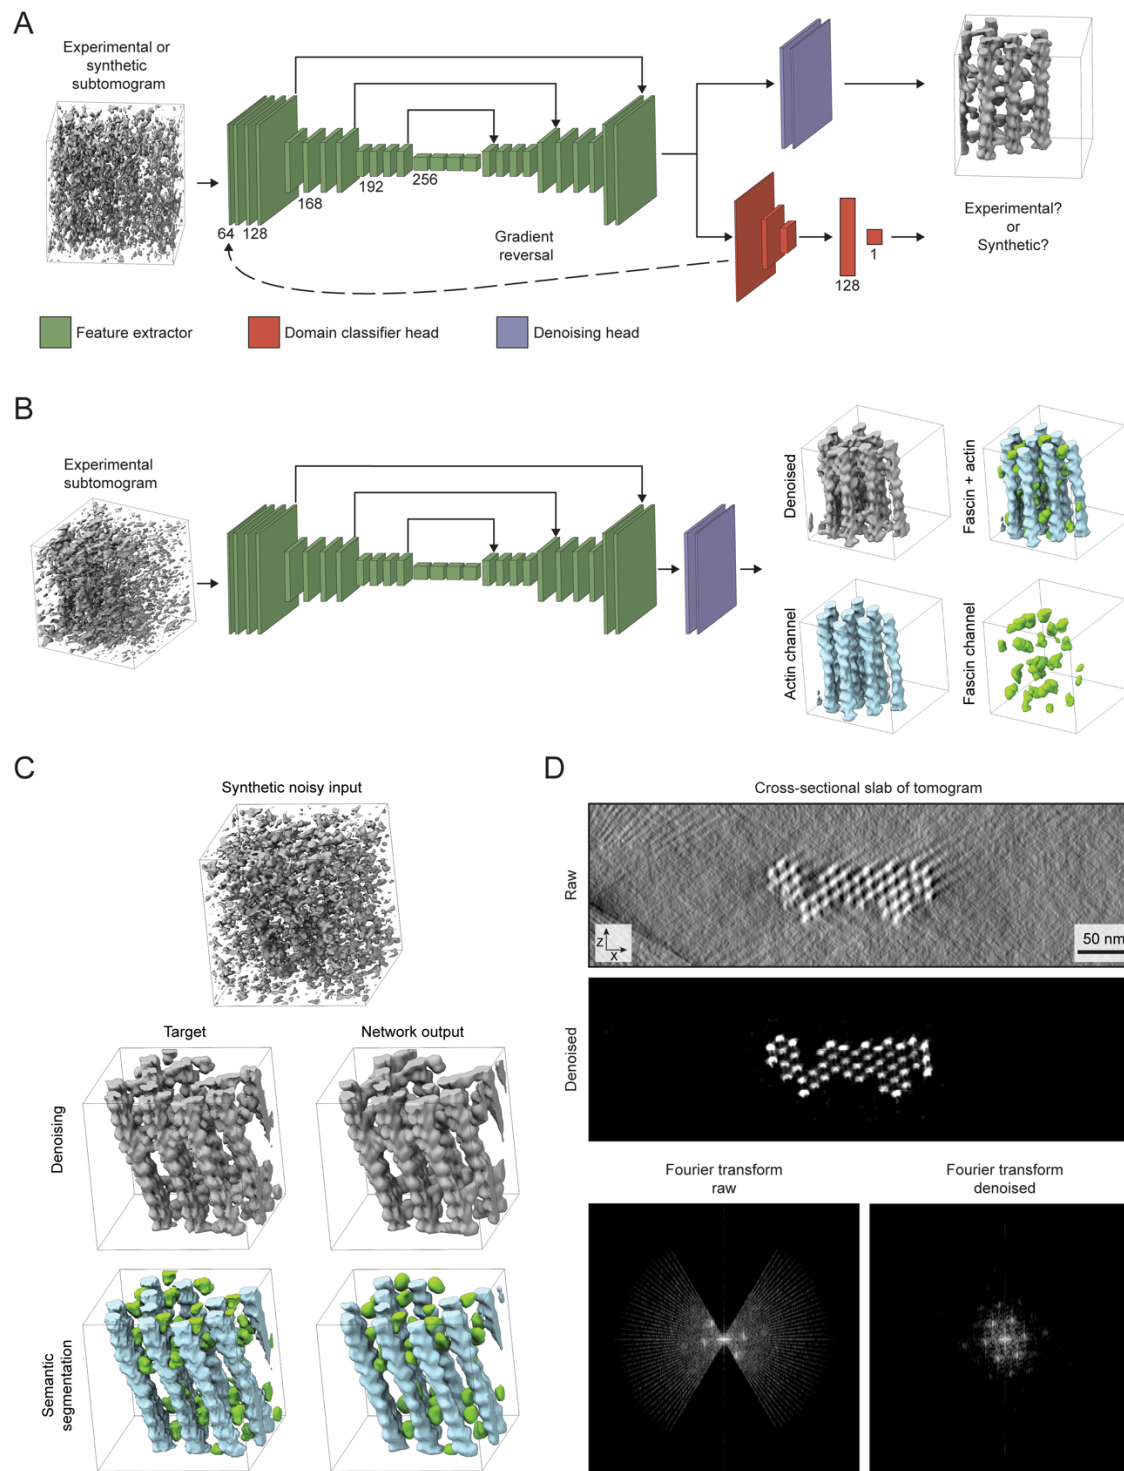 A
Experimental or
synthetic
subtomogram
64
128
168
192
256
Gradient
reversal
128
1
Experimental?
or
Synthetic?
Feature extractor
Domain classifier head
Denoising head
B
Experimental
subtomogram
Denoised
Fascin + actin
Actin channel
Fascin channel
C
Synthetic noisy input
Target
Network output
Denoising
Semantic
segmentation
D
Cross-sectional slab of tomogram
Raw
Z
X
50 nm
Denoised
Fourier transform
raw
Fourier transform
denoised